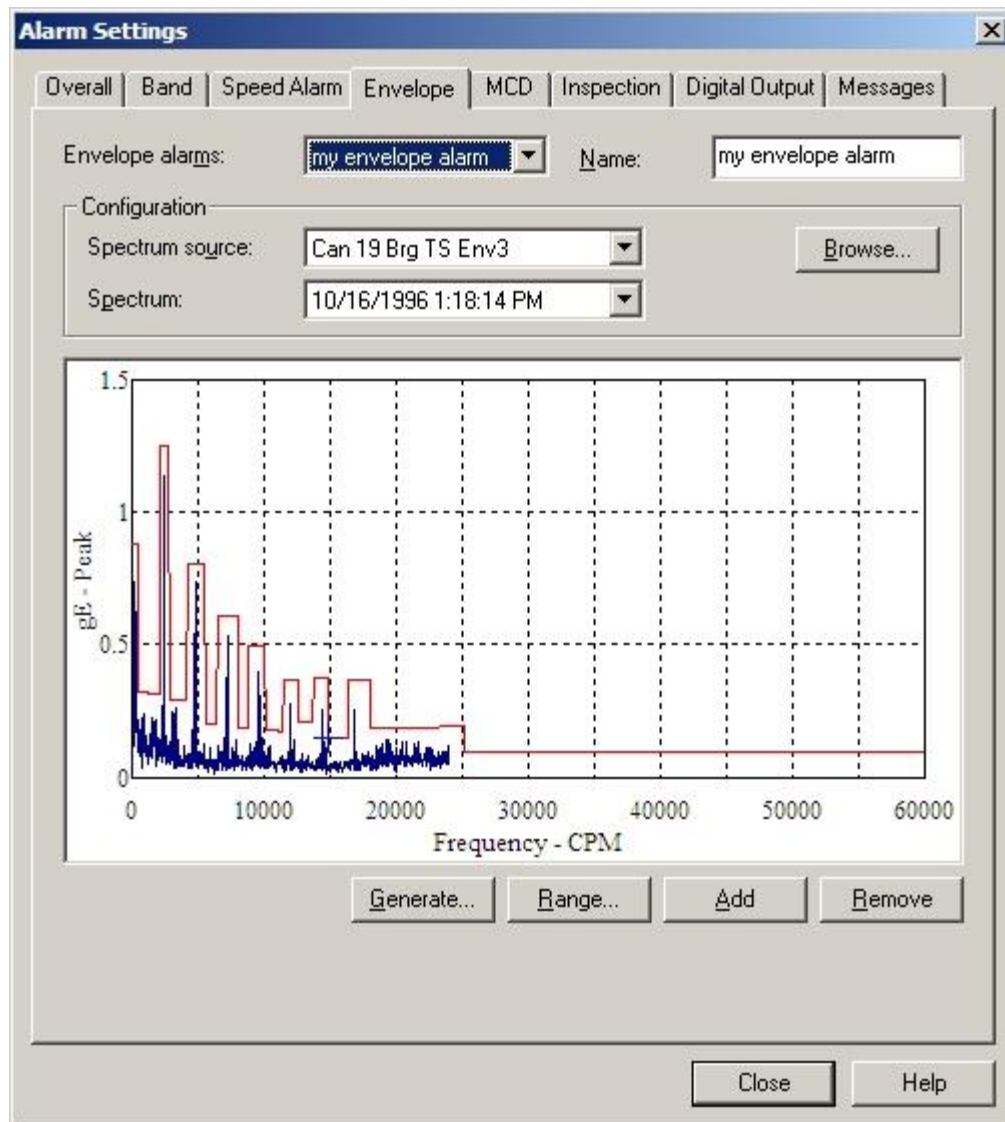 Alarm Settings
Overall Band Speed Alarm Envelope MCD Inspection Digital Output Messages
Envelope alarms: my envelope alarm Name: my envelope alarm
Configuration
Spectrum source: Can 19 Brg TS Env3 Browse...
Spectrum: 10/16/1996 1:18:14 PM
1.5
1
0.5
0
gE - Peak
0 10000 20000 30000 40000 50000 60000
Frequency - CPM
Generate... Range... Add Remove
Close Help